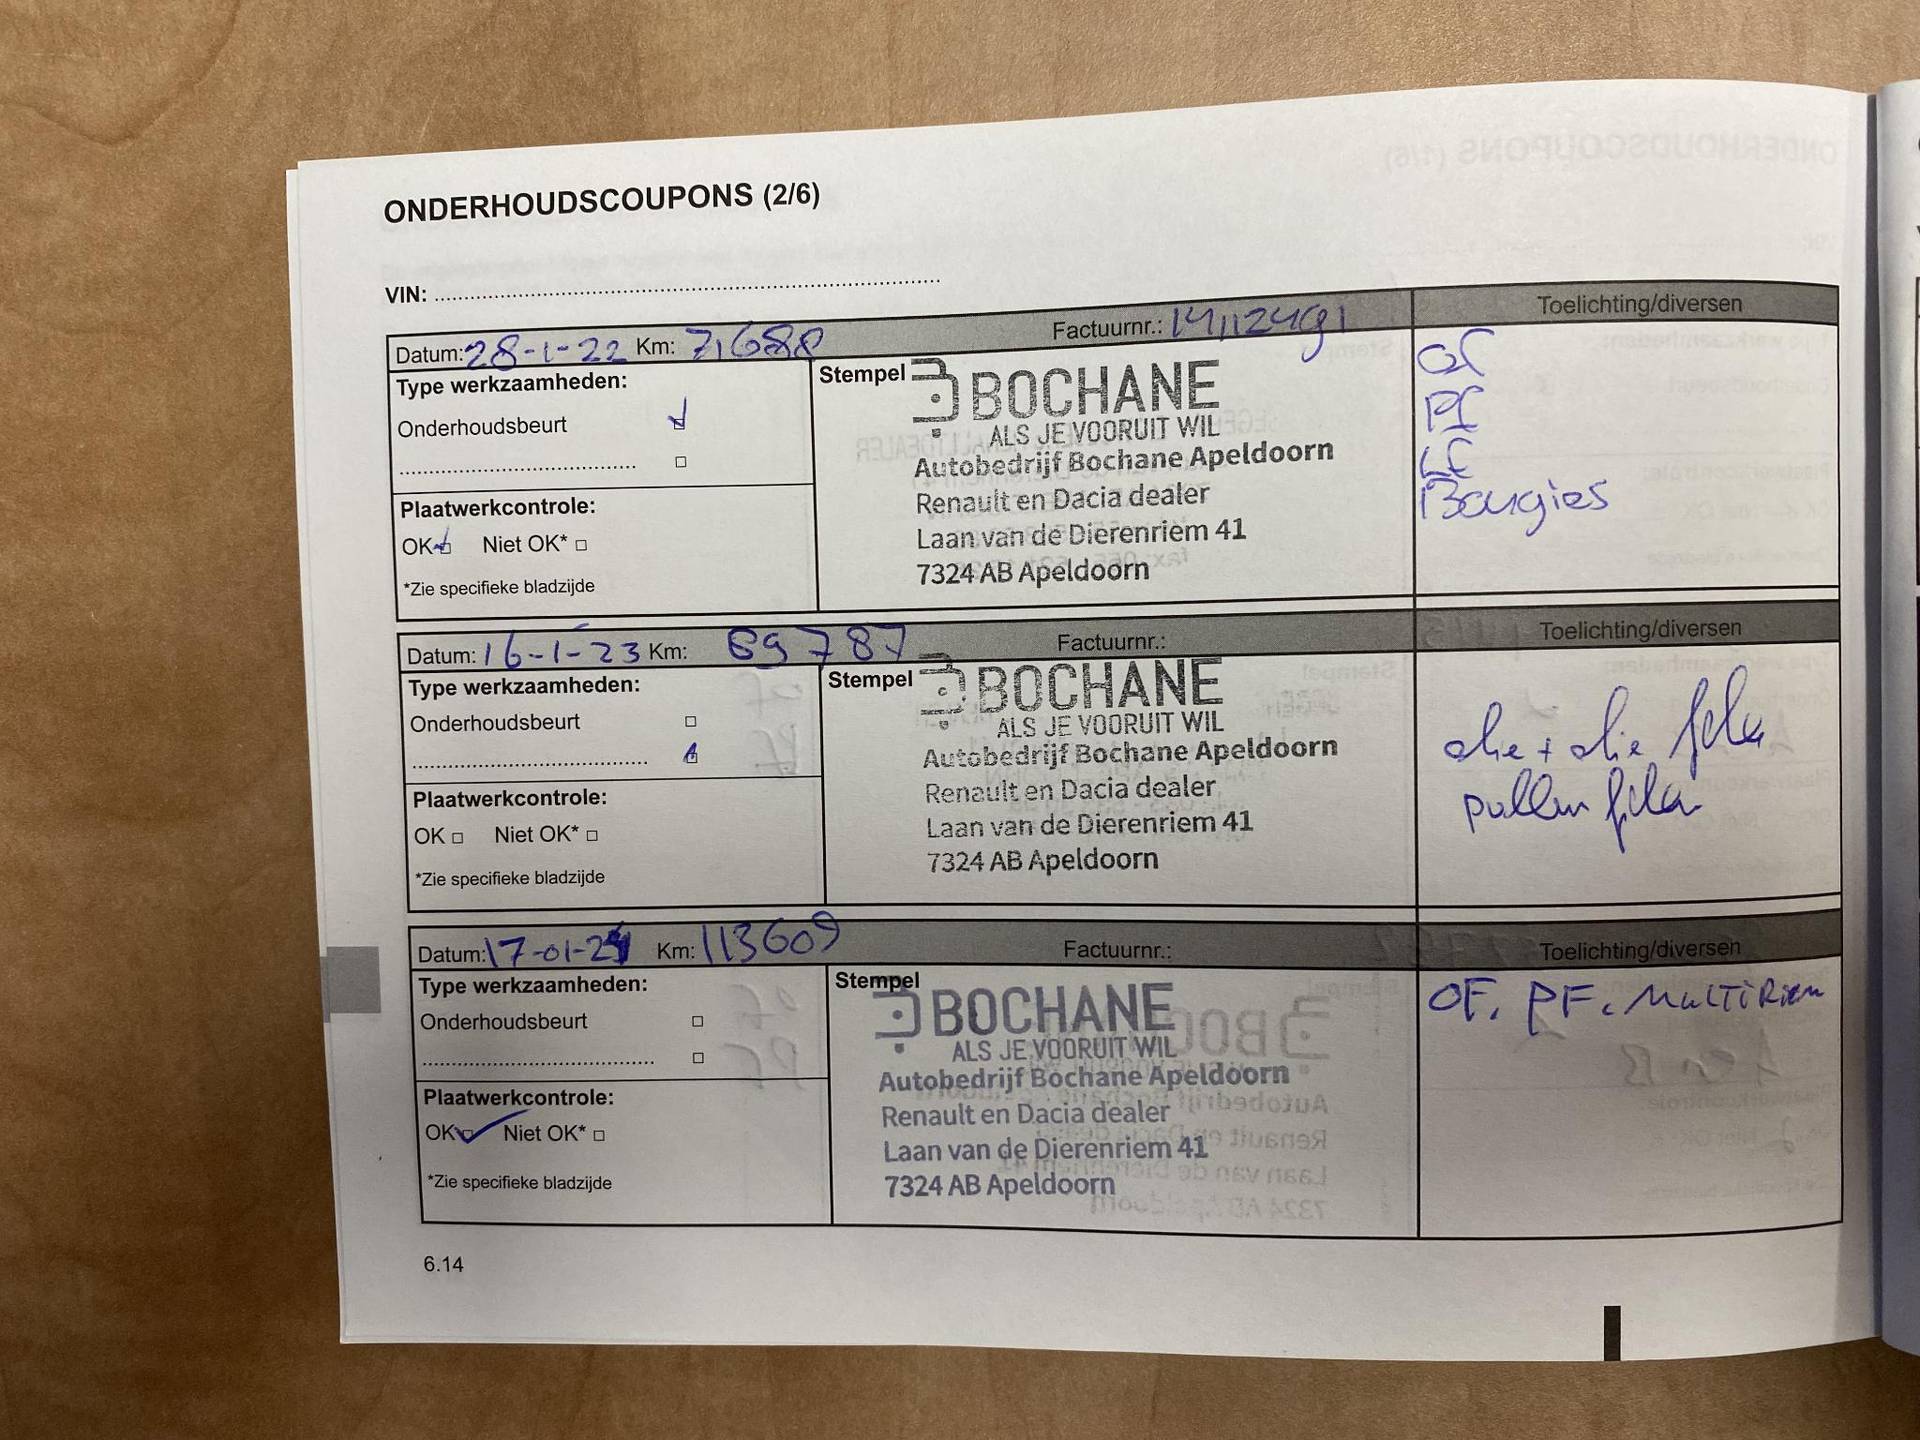 ONDERHOUDSCOUPONS (2/6)
VIN:
Datum: 28-1-22 Km: 71688 Factuurnr.: Toelichting/diversen
Type werkzaamheden:
Onderhoudsbeurt
Plaatwerkcontrole:
OK Niet OK*
*Zie specifieke bladzijde
Stempel
BOCHANE
ALS JE VOORUIT WIL
Autobedrijf Bochane Apeldoorn
Renault en Dacia dealer
Laan van de Dierenriem 41
7324 AB Apeldoorn
OF
PF
LF
Bougies
Datum: 16-1-23 Km: 89787 Factuurnr.: Toelichting/diversen
Type werkzaamheden:
Onderhoudsbeurt
Plaatwerkcontrole:
OK Niet OK*
*Zie specifieke bladzijde
Stempel
BOCHANE
ALS JE VOORUIT WIL
Autobedrijf Bochane Apeldoorn
Renault en Dacia dealer
Laan van de Dierenriem 41
7324 AB Apeldoorn
olie + olie filter
pollen filter
Datum: 17-01-24 Km: 113609 Factuurnr.: Toelichting/diversen
Type werkzaamheden:
Onderhoudsbeurt
Plaatwerkcontrole:
OK Niet OK*
*Zie specifieke bladzijde
Stempel
BOCHANE
ALS JE VOORUIT WIL
Autobedrijf Bochane Apeldoorn
Renault en Dacia dealer
Laan van de Dierenriem 41
7324 AB Apeldoorn
OF, PF, MULTIRIEM
6.14